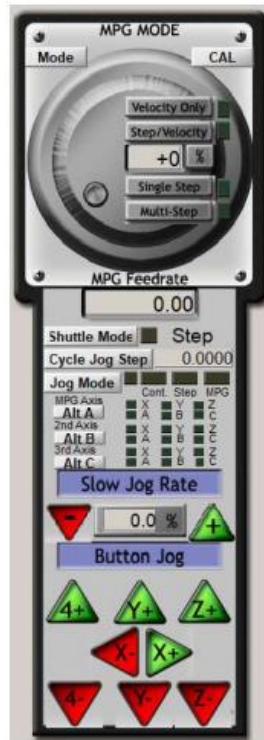 MPG MODE
Mode CAL
Velocity Only
Step/Velocity
+0 %
Single Step
Multi-Step
MPG Feedrate
0.00
Shuttle Mode Step
Cycle Jog Step 0.0000
Jog Mode
Cont. Step MPG
MPG Axis
Alt A
X Y Z
A B C
2nd Axis
Alt B
X Y Z
A B C
3rd Axis
Alt C
X Y Z
A B C
Slow Jog Rate
- 0.0 % +
Button Jog
4+ Y+ Z+
X- X+
4- Y- Z-